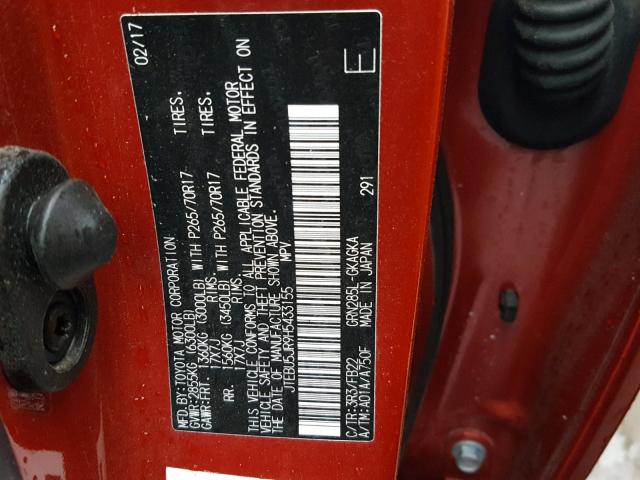 MFD.BY TOYOTA MOTOR CORPORATION 02/17
GVWR:2855KG (6300LB)
GAWR:FRT. 1360KG (3000LB) WITH P265/70R17 TIRES.
17X7J RIMS.
RR. 1560KG (3450LB) WITH P265/70R17 TIRES.
17X7J RIMS.
THIS VEHICLE CONFORMS TO ALL APPLICABLE FEDERAL MOTOR
VEHICLE SAFETY AND THEFT PREVENTION STANDARDS IN EFFECT ON
THE DATE OF MANUFACTURE SHOWN ABOVE.
JTEBU5JR9H5433155 MPV
E
291
C/TR:3R3/FB22 GRN285L-GKAGKA
A/TM:A01A/A750F MADE IN JAPAN